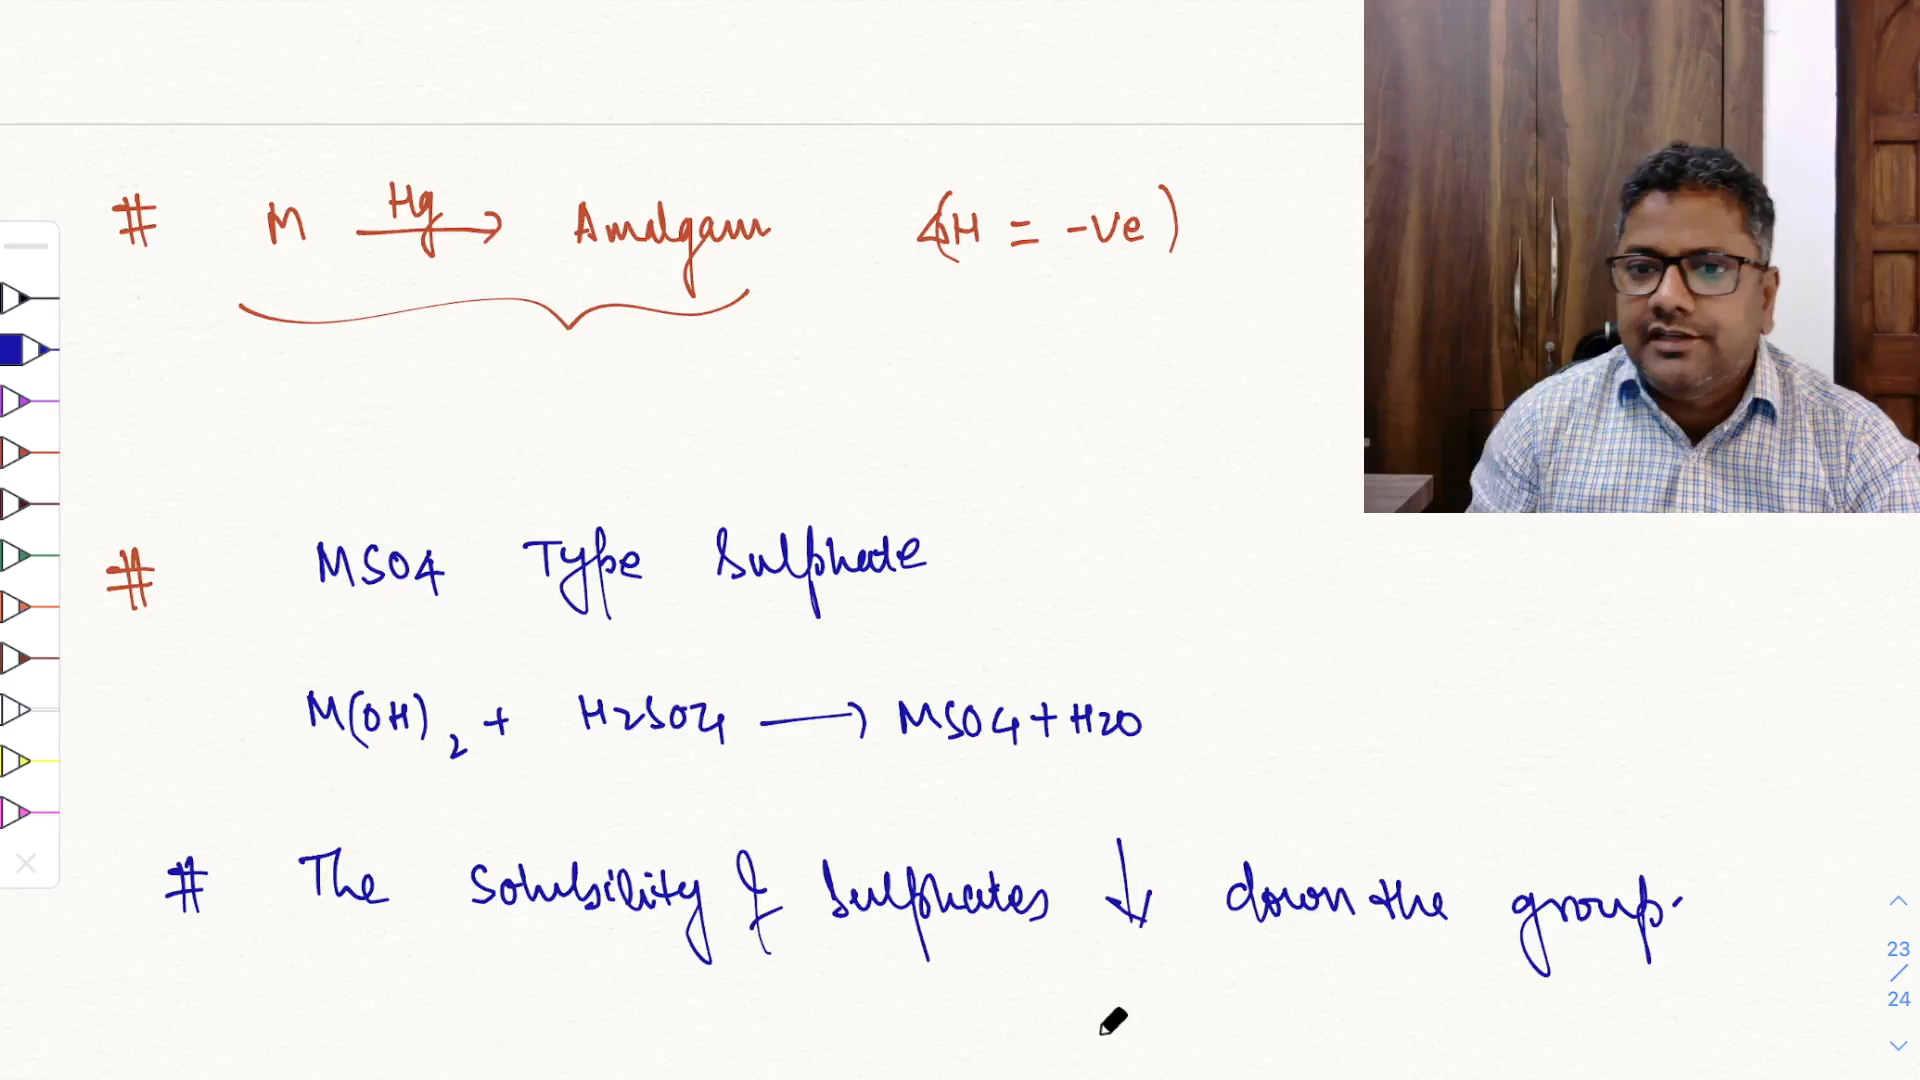 # M Hg → Amalgam (ΔH = -ve)
# MSO4 Type Sulphate
M(OH)2 + H2SO4 → MSO4 + H2O
# The Solubility of Sulphates ↓ down the group.
23
/
24